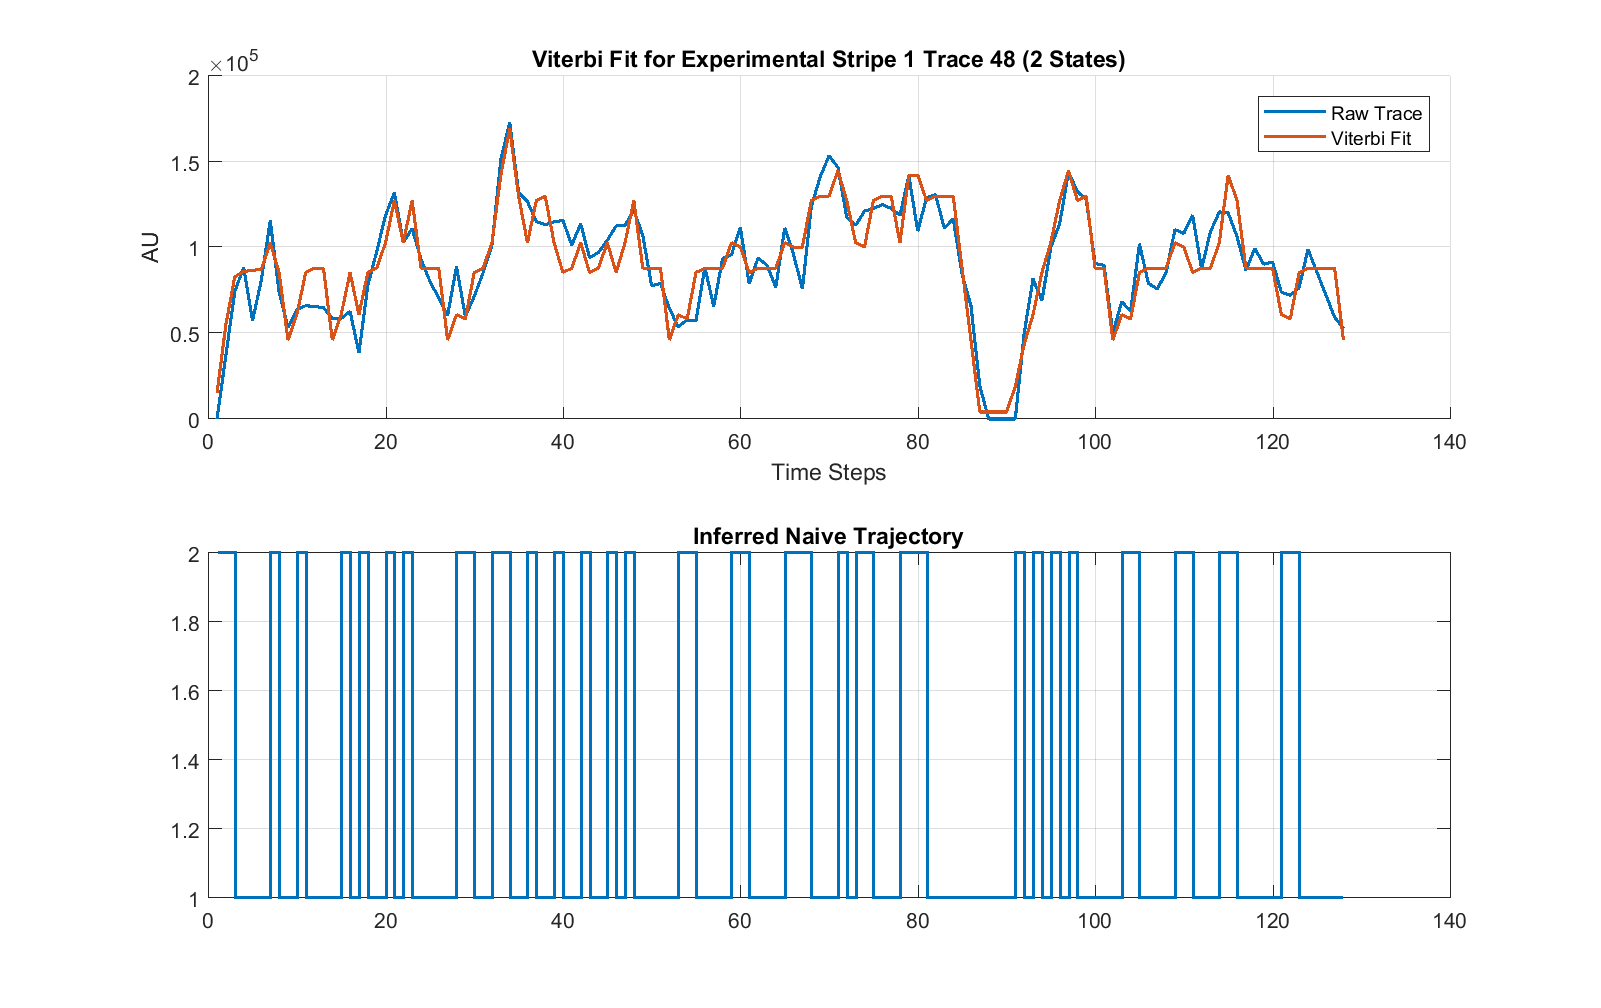 Viterbi Fit for Experimental Stripe 1 Trace 48 (2 States)
×10^5
2
1.5
1
0.5
0
AU
Raw Trace
Viterbi Fit
0 20 40 60 80 100 120 140
Time Steps
Inferred Naive Trajectory
2
1.8
1.6
1.4
1.2
1
0 20 40 60 80 100 120 140